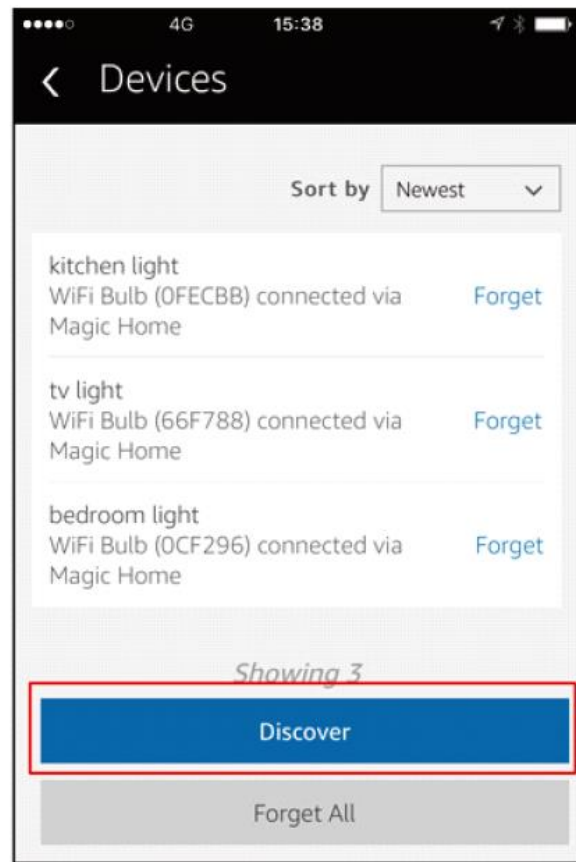 4G 15:38
Devices
Sort by Newest
kitchen light
WiFi Bulb (0FECBB) connected via
Magic Home
Forget
tv light
WiFi Bulb (66F788) connected via
Magic Home
Forget
bedroom light
WiFi Bulb (0CF296) connected via
Magic Home
Forget
Showing 3
Discover
Forget All